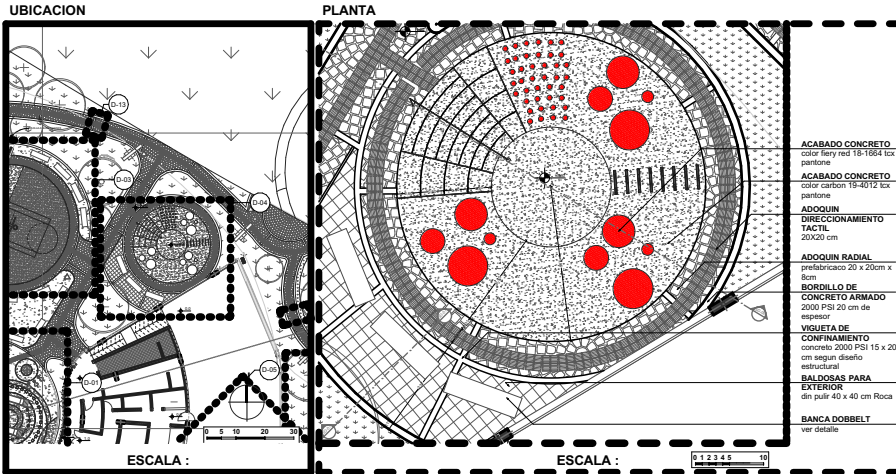 UBICACION
D-13
D-03
D-04
D-01
D-05
0 5 10 20 30
ESCALA :
PLANTA
ACABADO CONCRETO
color fiery red 18-1664 tcx
pantone
ACABADO CONCRETO
color carbon 19-4012 tcx
pantone
ADOQUIN
DIRECCIONAMIENTO
TACTIL
20X20 cm
ADOQUIN RADIAL
prefabricaco 20 x 20cm x
8cm
BORDILLO DE
CONCRETO ARMADO
2000 PSI 20 cm de
espesor
VIGUETA DE
CONFINAMIENTO
concreto 2000 PSI 15 x 20
cm segun diseño
estructural
BALDOSAS PARA
EXTERIOR
din pulir 40 x 40 cm Roca
BANCA DOBBELT
ver detalle
ESCALA :
0 1 2 3 4 5 10